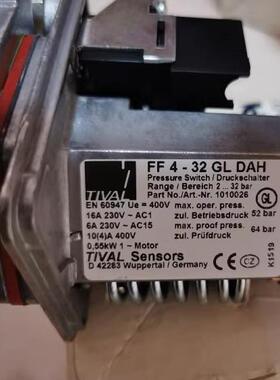 TIVAL
FF 4 - 32 GL DAH
Pressure Switch / Druckschalter
Range / Bereich 2 ... 32 bar
Part No./Art.-Nr. 1010026
EN 60947 Ue = 400V
16A 230V ~ AC1
6A 230V ~ AC15
10(4)A 400V
0,55kW 1 ~ Motor
max. oper. press.
zul. Betriebsdruck
52 bar
max. proof press.
zul. Prüfdruck
64 bar
TIVAL Sensors
D 42283 Wuppertal / Germany
K1519